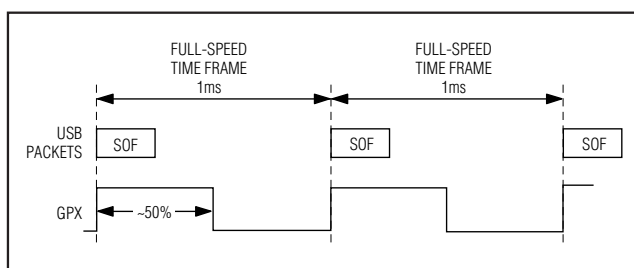 FULL-SPEED
TIME FRAME
1ms
FULL-SPEED
TIME FRAME
1ms
USB
PACKETS
SOF
SOF
SOF
GPX
~50%